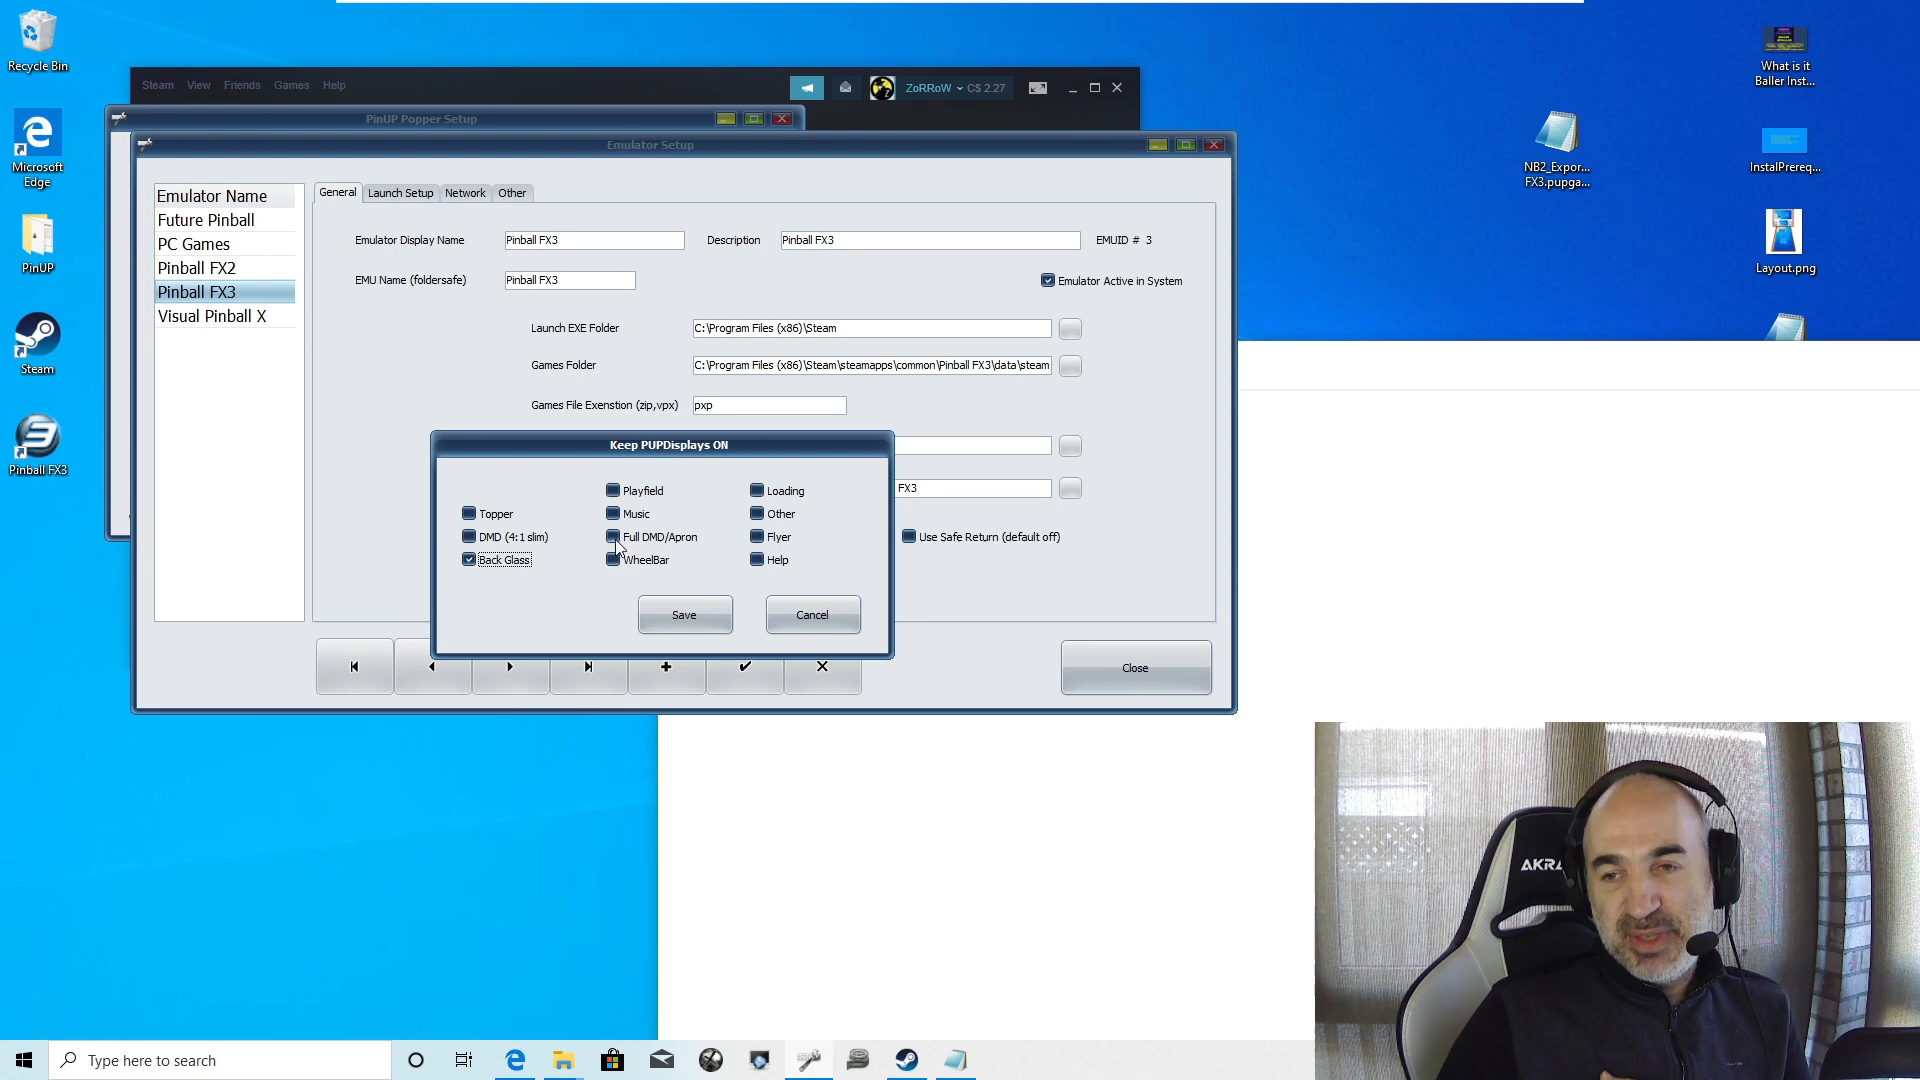 Recycle Bin
Microsoft
Edge
PinUP
Steam
Pinball FX3
Steam View Friends Games Help
ZoRRoW C$ 2.27
PinUP Popper Setup
Emulator Setup
Emulator Name
Future Pinball
PC Games
Pinball FX2
Pinball FX3
Visual Pinball X
General Launch Setup Network Other
Emulator Display Name Pinball FX3 Description Pinball FX3 EMUID # 3
EMU Name (foldersafe) Pinball FX3 Emulator Active in System
Launch EXE Folder C:\Program Files (x86)\Steam
Games Folder C:\Program Files (x86)\Steam\steamapps\common\Pinball FX3\data\steam
Games File Exenstion (zip,vpx) pxp
FX3
Use Safe Return (default off)
Keep PUPDisplays ON
Playfield Loading
Topper Music Other
DMD (4:1 slim) Full DMD/Apron Flyer
Back Glass WheelBar Help
Save Cancel
Close
What is it
Baller Inst...
NB2_Expor...
FX3.pupga...
InstalPrereq...
Layout.png
AKRA
Type here to search